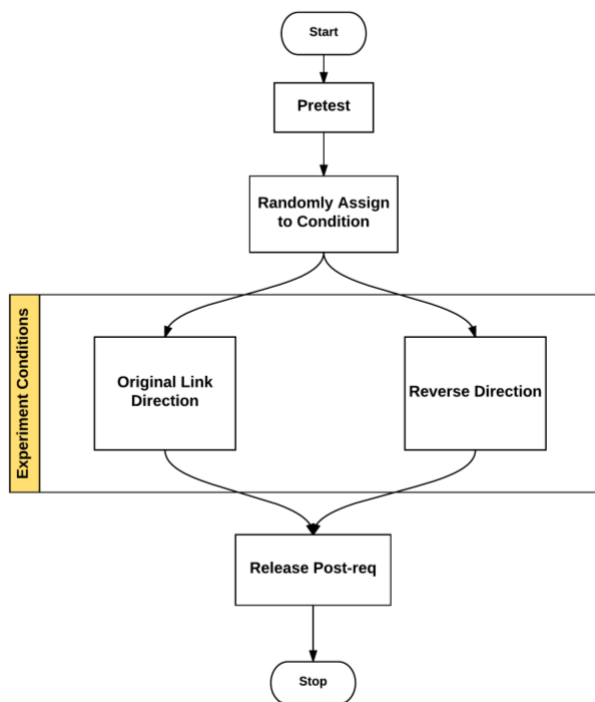 Start
Pretest
Randomly Assign
to Condition
Experiment Conditions
Original Link
Direction
Reverse Direction
Release Post-req
Stop